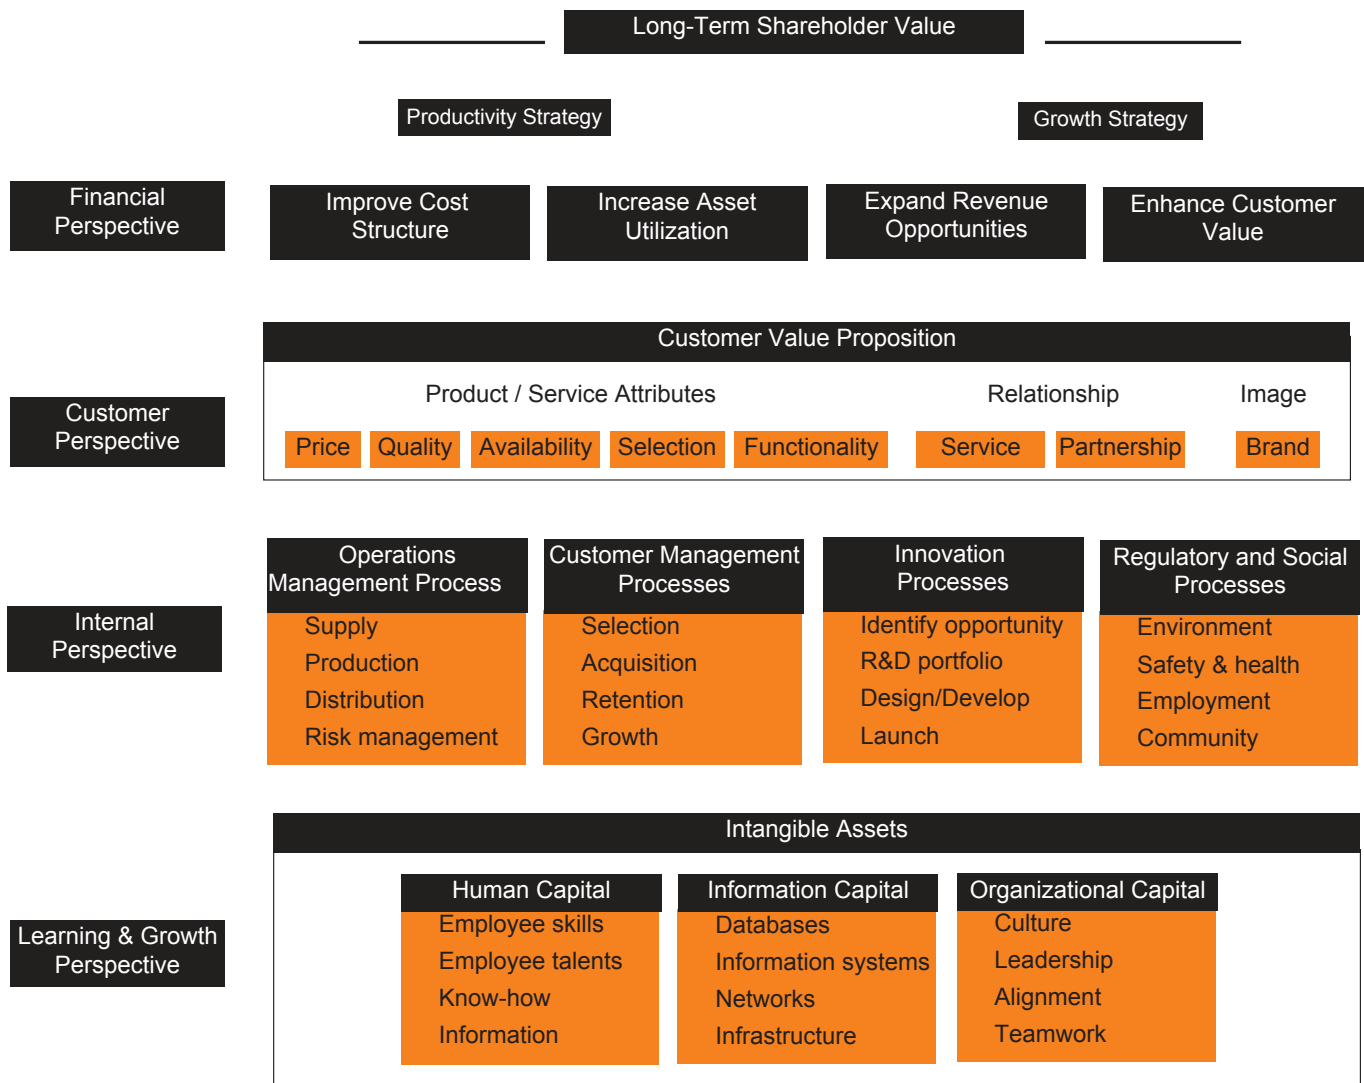 Long-Term Shareholder Value
Productivity Strategy
Growth Strategy
Financial
Perspective
Improve Cost
Structure
Increase Asset
Utilization
Expand Revenue
Opportunities
Enhance Customer
Value
Customer
Perspective
Customer Value Proposition
Product / Service Attributes
Relationship
Image
Price
Quality
Availability
Selection
Functionality
Service
Partnership
Brand
Internal
Perspective
Operations
Management Process
Supply
Production
Distribution
Risk management
Customer Management
Processes
Selection
Acquisition
Retention
Growth
Innovation
Processes
Identify opportunity
R&D portfolio
Design/Develop
Launch
Regulatory and Social
Processes
Environment
Safety & health
Employment
Community
Learning & Growth
Perspective
Intangible Assets
Human Capital
Employee skills
Employee talents
Know-how
Information
Information Capital
Databases
Information systems
Networks
Infrastructure
Organizational Capital
Culture
Leadership
Alignment
Teamwork